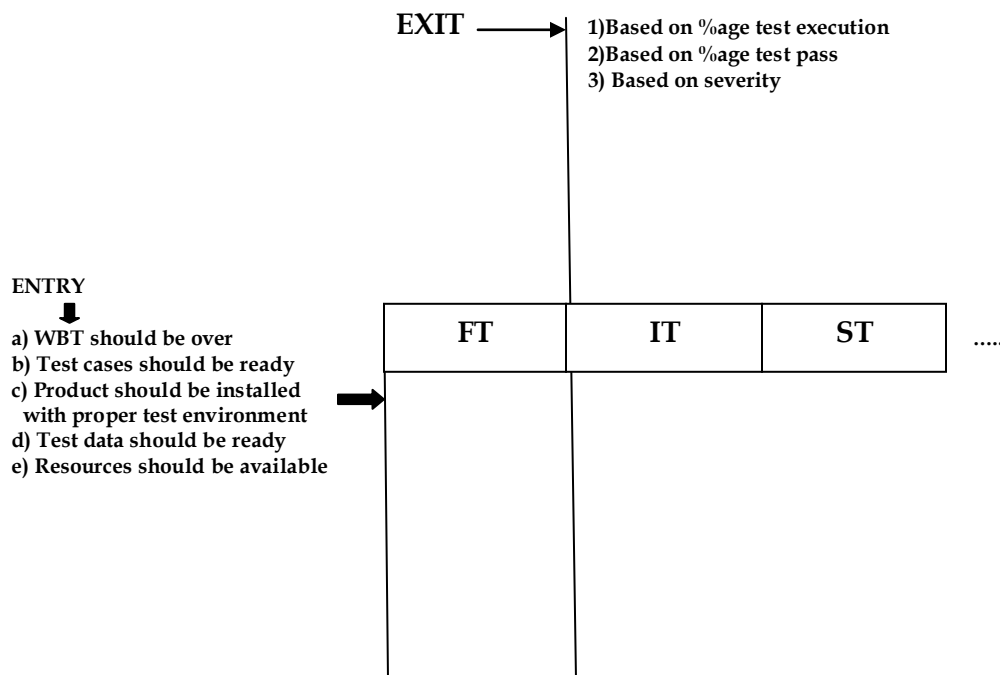 EXIT
1)Based on %age test execution
2)Based on %age test pass
3) Based on severity
ENTRY
a) WBT should be over
b) Test cases should be ready
c) Product should be installed
with proper test environment
d) Test data should be ready
e) Resources should be available
FT
IT
ST
.....